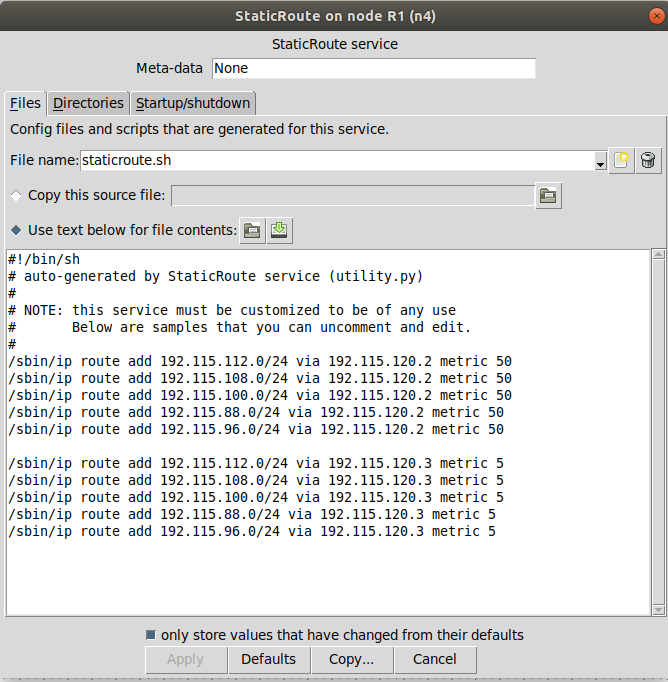 StaticRoute on node R1 (n4)
StaticRoute service
Meta-data None
Files Directories Startup/shutdown
Config files and scripts that are generated for this service.
File name: staticroute.sh
Copy this source file:
Use text below for file contents:
#!/bin/sh
# auto-generated by StaticRoute service (utility.py)
#
# NOTE: this service must be customized to be of any use
#       Below are samples that you can uncomment and edit.
#
/sbin/ip route add 192.115.112.0/24 via 192.115.120.2 metric 50
/sbin/ip route add 192.115.108.0/24 via 192.115.120.2 metric 50
/sbin/ip route add 192.115.100.0/24 via 192.115.120.2 metric 50
/sbin/ip route add 192.115.88.0/24 via 192.115.120.2 metric 50
/sbin/ip route add 192.115.96.0/24 via 192.115.120.2 metric 50
/sbin/ip route add 192.115.112.0/24 via 192.115.120.3 metric 5
/sbin/ip route add 192.115.108.0/24 via 192.115.120.3 metric 5
/sbin/ip route add 192.115.100.0/24 via 192.115.120.3 metric 5
/sbin/ip route add 192.115.88.0/24 via 192.115.120.3 metric 5
/sbin/ip route add 192.115.96.0/24 via 192.115.120.3 metric 5
only store values that have changed from their defaults
Apply Defaults Copy... Cancel